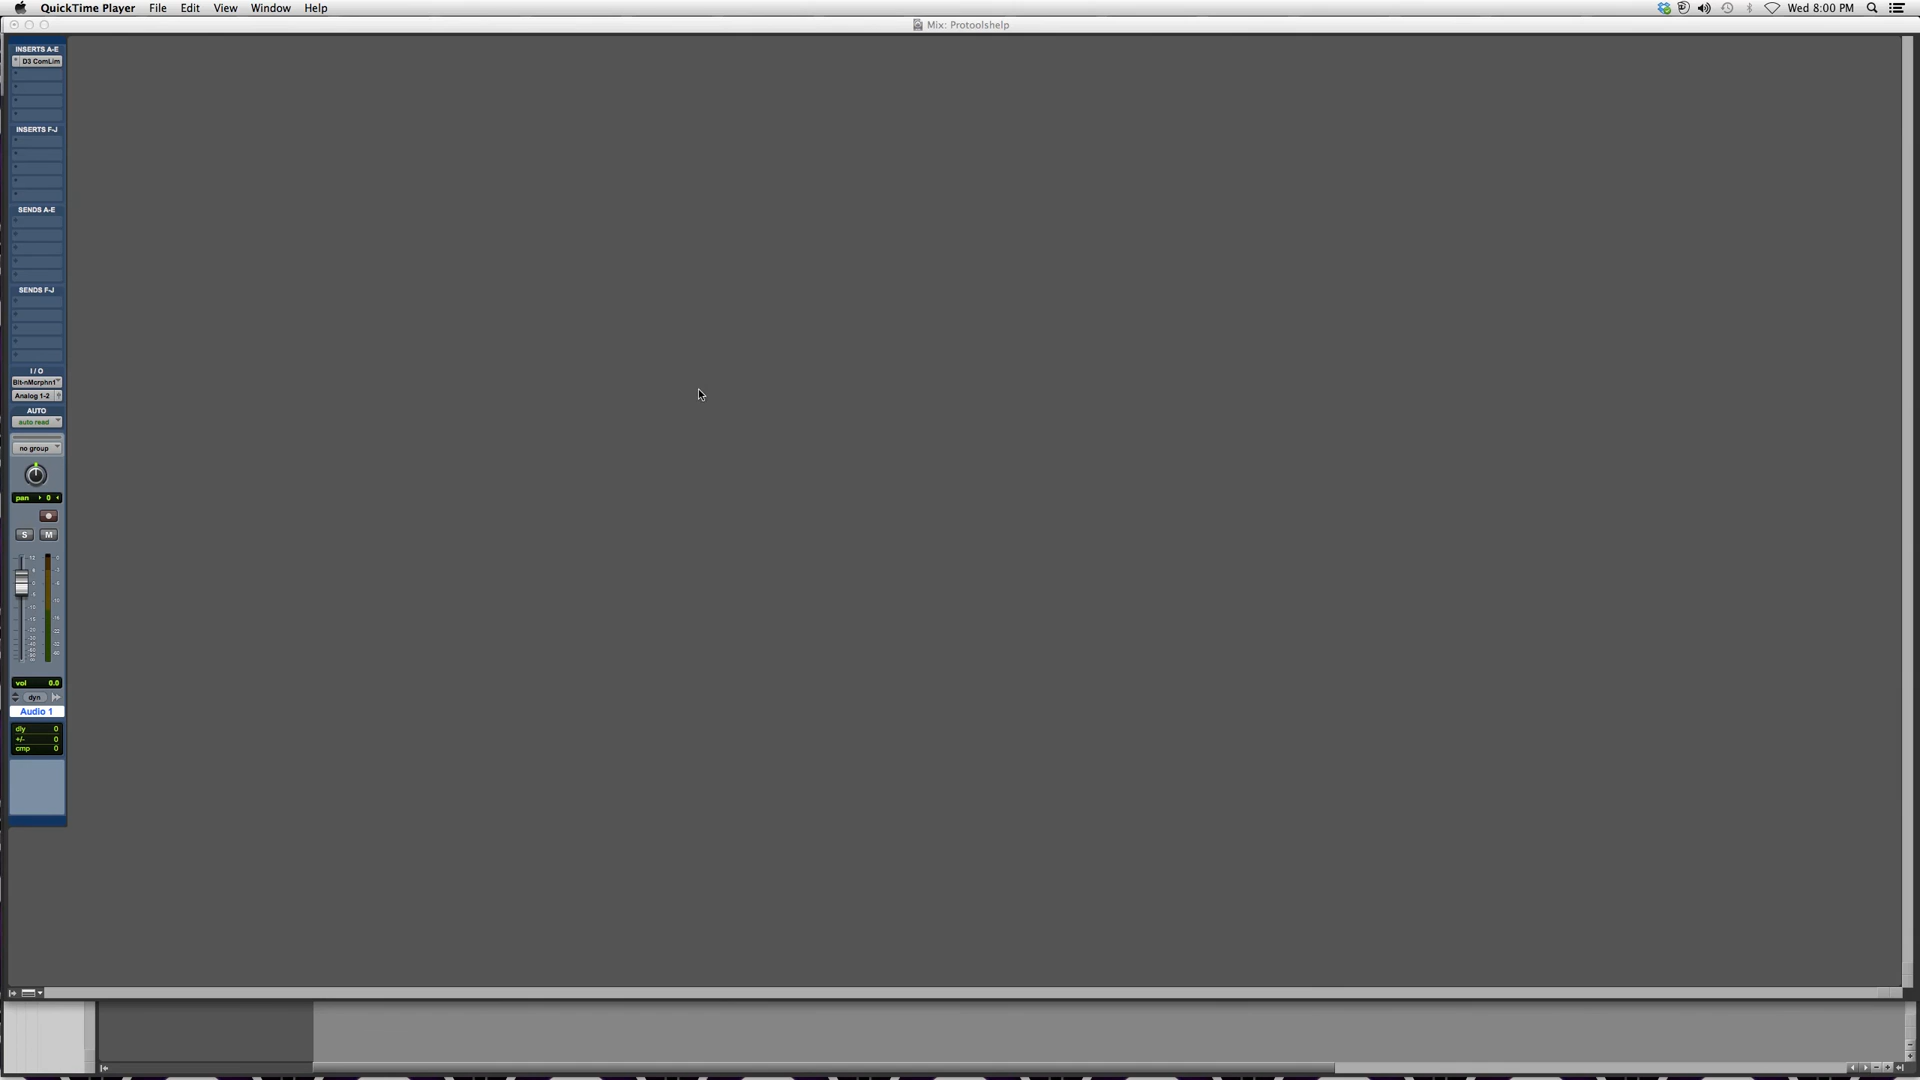 QuickTime Player File Edit View Window Help
Wed 8:00 PM
Mix: Protoolshelp
INSERTS A-E
D3 ComLim
INSERTS F-J
SENDS A-E
SENDS F-J
I / O
Blt-nMcrphn1
Analog 1-2
AUTO
auto read
no group
pan 0
S M
vol 0.0
dyn
Audio 1
dly 0
+/- 0
cmp 0